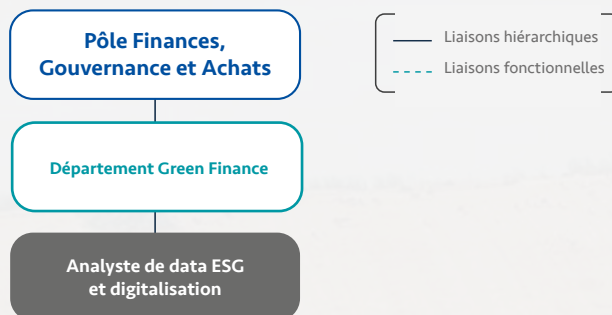 Pôle Finances,
Gouvernance et Achats
Liaisons hiérarchiques
Liaisons fonctionnelles
Département Green Finance
Analyste de data ESG
et digitalisation